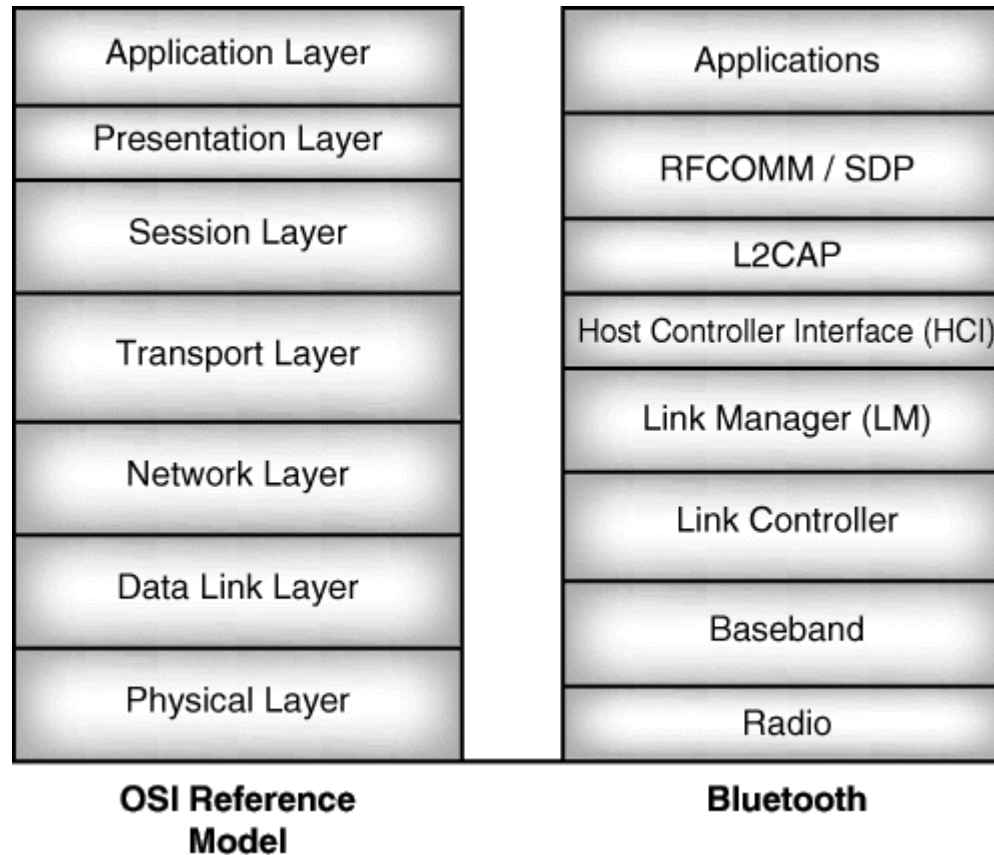 Application Layer
Presentation Layer
Session Layer
Transport Layer
Network Layer
Data Link Layer
Physical Layer
OSI Reference
Model
Applications
RFCOMM / SDP
L2CAP
Host Controller Interface (HCI)
Link Manager (LM)
Link Controller
Baseband
Radio
Bluetooth